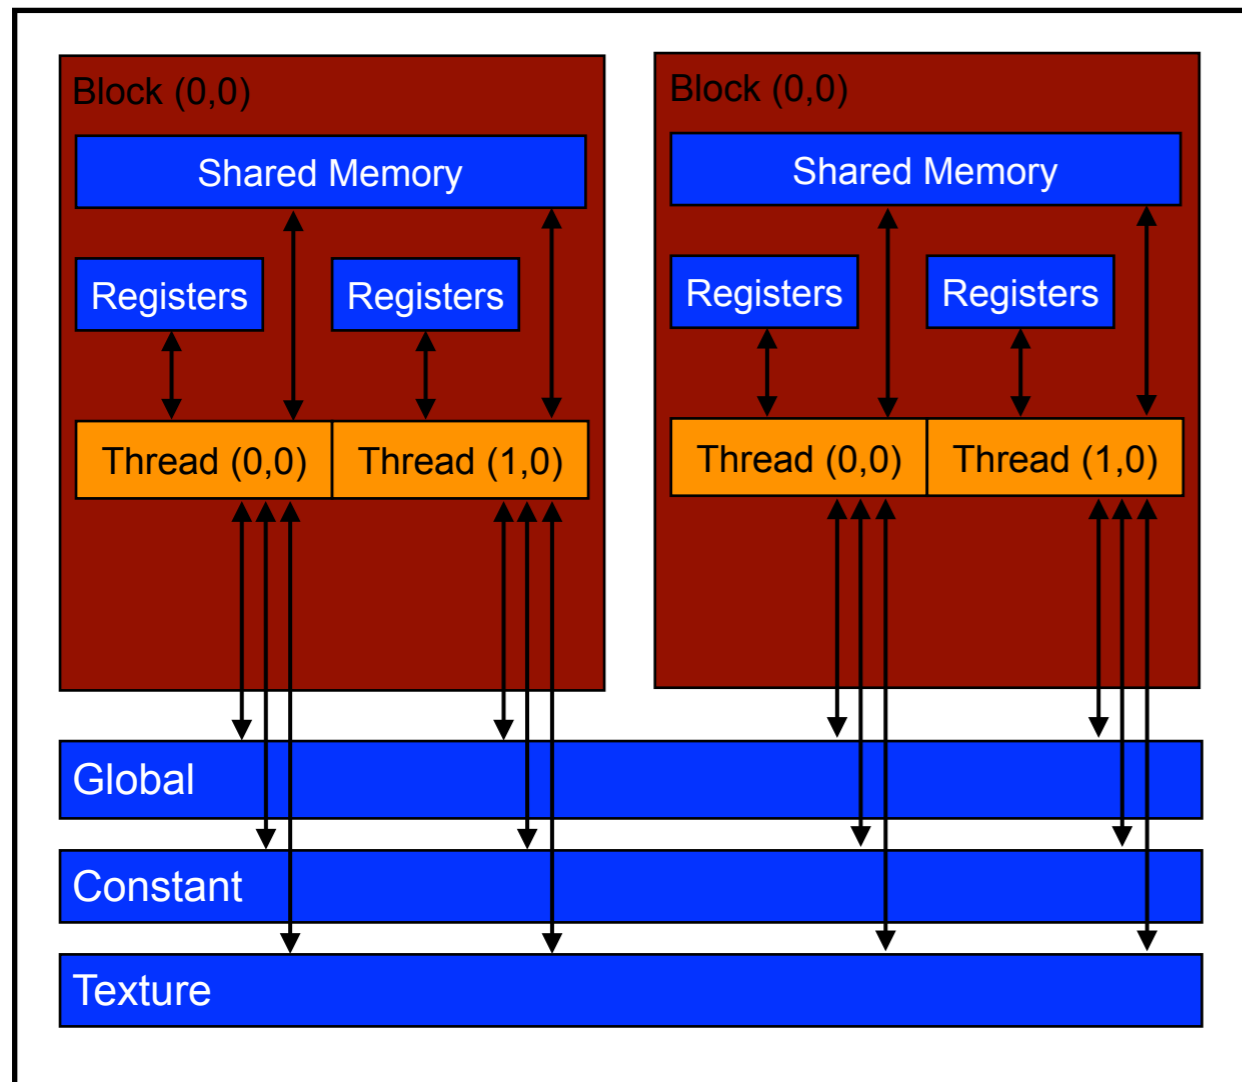 Block (0,0)
Shared Memory
Registers
Registers
Thread (0,0)
Thread (1,0)
Block (0,0)
Shared Memory
Registers
Registers
Thread (0,0)
Thread (1,0)
Global
Constant
Texture